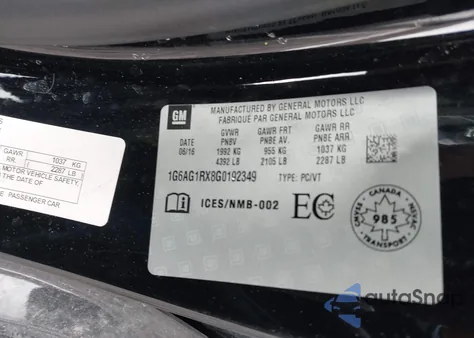 GAWR 1037 KG
RR. ( 2287 LB )
MOTOR VEHICLE SAFETY,
THE DATE OF
PASSENGER CAR
GM
MANUFACTURED BY GENERAL MOTORS LLC
FABRIQUE PAR GENERAL MOTORS LLC
GVWR GAWR FRT GAWR RR
PNBV PNBE AV. PNBE ARR
06/16 1992 KG 955 KG 1037 KG
4392 LB 2105 LB 2287 LB
1G6AG1RX8G0192349 TYPE: PC/VT
i ICES/NMB-002 EC
CANADA
985
TRANSPORT
autoSnap